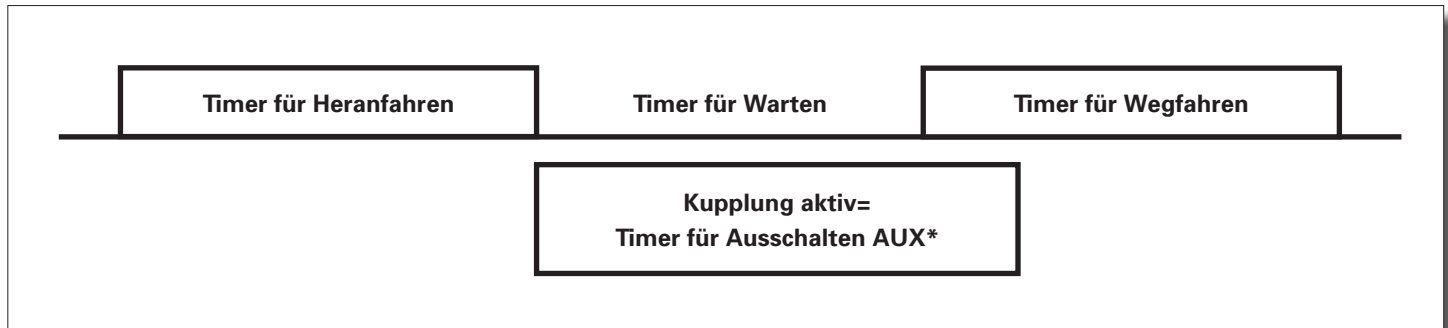 Timer für Heranfahren
Timer für Warten
Timer für Wegfahren
Kupplung aktiv=
Timer für Ausschalten AUX*